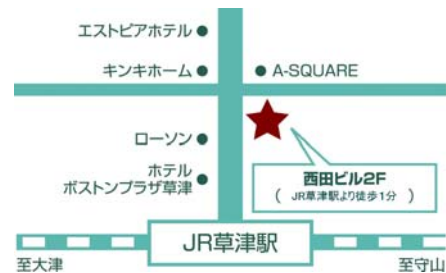 エストピアホテル
キンキホーム
A-SQUARE
ローソン
ホテル
ボストンプラザ草津
西田ビル2F
( JR草津駅より徒歩1分 )
JR草津駅
至大津
至守山